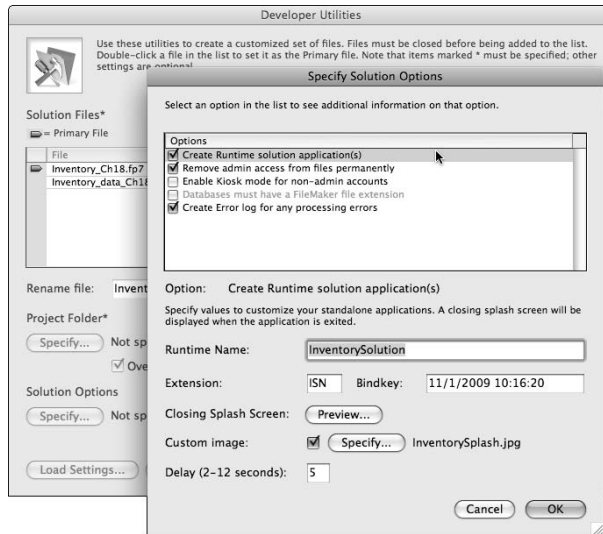 Developer Utilities
Use these utilities to create a customized set of files. Files must be closed before being added to the list.
Double-click a file in the list to set it as the Primary file. Note that items marked * must be specified; other
settings are optional.
Specify Solution Options
Select an option in the list to see additional information on that option.
Solution Files*
= Primary File
File
Inventory_Ch18.fp7
Inventory_data_Ch18
Options
Create Runtime solution application(s)
Remove admin access from files permanently
Enable Kiosk mode for non-admin accounts
Databases must have a FileMaker file extension
Create Error log for any processing errors
Rename file: Invent
Project Folder*
Specify... Not sp
Ove
Solution Options
Specify... Not sp
Load Settings...
Option: Create Runtime solution application(s)
Specify values to customize your standalone applications. A closing splash screen will be
displayed when the application is exited.
Runtime Name: InventorySolution
Extension: ISN Bindkey: 11/1/2009 10:16:20
Closing Splash Screen: Preview...
Custom image: Specify... InventorySplash.jpg
Delay (2-12 seconds): 5
Cancel OK